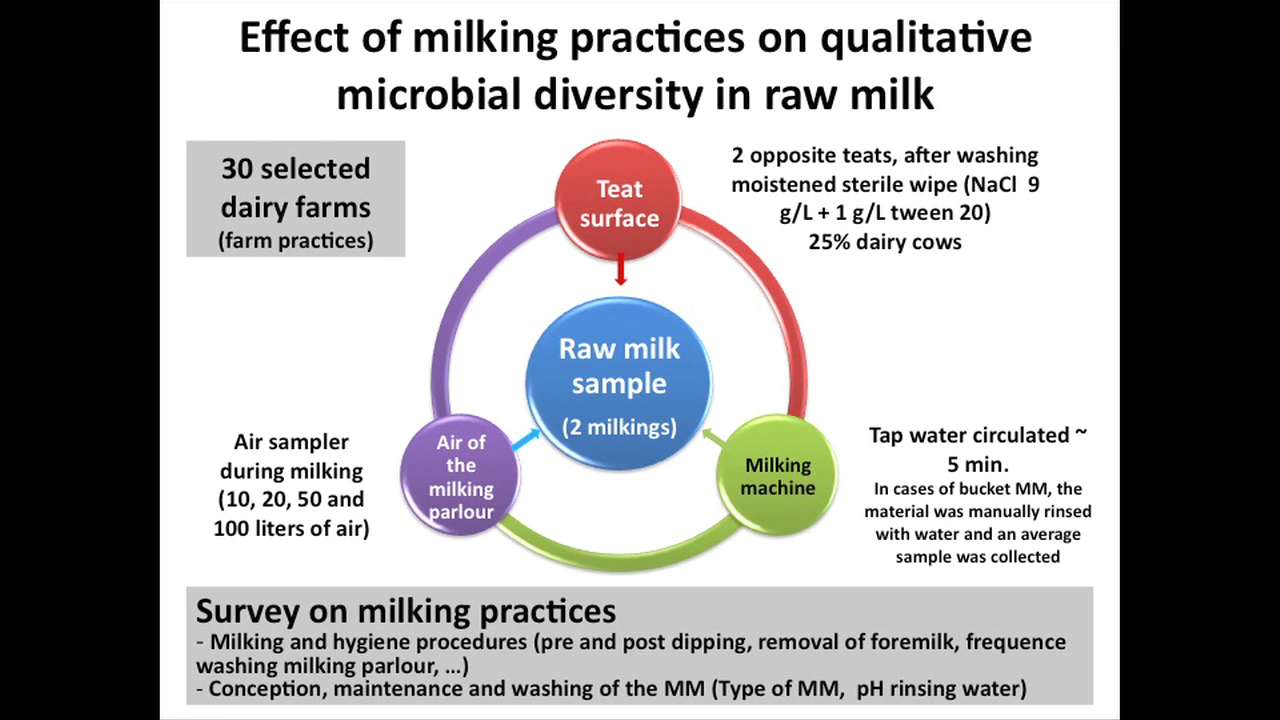 Effect of milking practices on qualitative
microbial diversity in raw milk
30 selected
dairy farms
(farm practices)
Teat
surface
2 opposite teats, after washing
moistened sterile wipe (NaCl 9
g/L + 1 g/L tween 20)
25% dairy cows
Raw milk
sample
(2 milkings)
Air sampler
during milking
(10, 20, 50 and
100 liters of air)
Air of
the
milking
parlour
Milking
machine
Tap water circulated ~
5 min.
In cases of bucket MM, the
material was manually rinsed
with water and an average
sample was collected
Survey on milking practices
- Milking and hygiene procedures (pre and post dipping, removal of foremilk, frequence
washing milking parlour, ...)
- Conception, maintenance and washing of the MM (Type of MM, pH rinsing water)